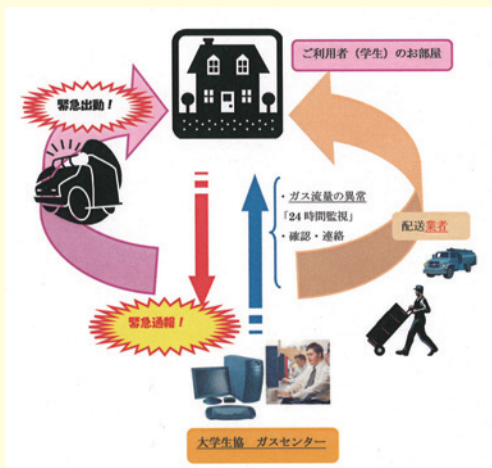 ご利用者（学生）のお部屋
緊急出動！
・ガス流量の異常
「24時間監視」
・確認・連絡
配送業者
緊急通報！
大学生協　ガスセンター